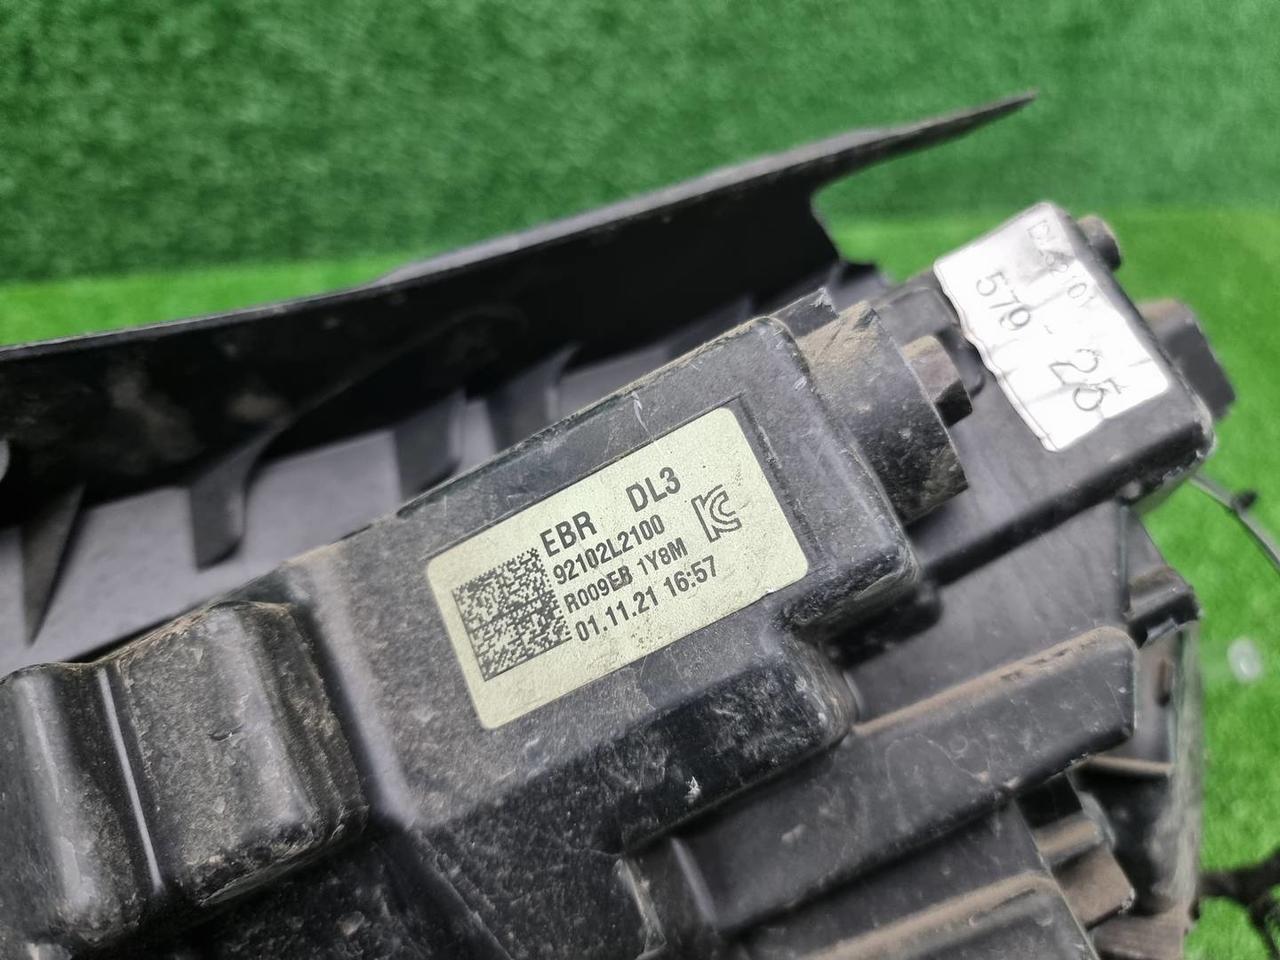 EBR DL3
92102L2100
R009EB 1Y8M
01.11.21 16:57
579-25